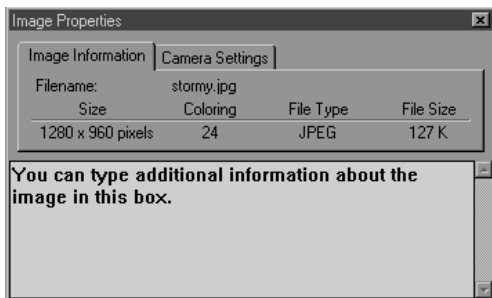 Image Properties
Image Information Camera Settings
Filename: stormy.jpg
Size Coloring File Type File Size
1280 x 960 pixels 24 JPEG 127 K
You can type additional information about the
image in this box.